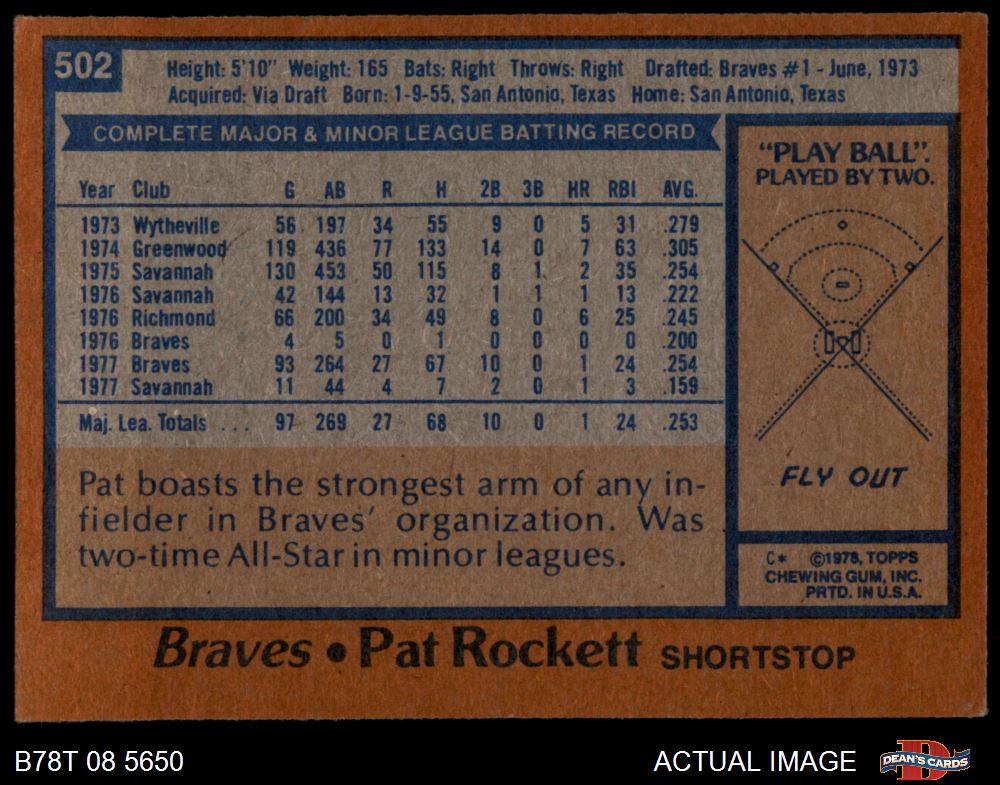 502
Height: 5'10" Weight: 165 Bats: Right Throws: Right Drafted: Braves #1 - June, 1973
Acquired: Via Draft Born: 1-9-55, San Antonio, Texas Home: San Antonio, Texas
COMPLETE MAJOR & MINOR LEAGUE BATTING RECORD
Year Club G AB R H 2B 3B HR RBI AVG.
1973 Wytheville 56 197 34 55 9 0 5 31 .279
1974 Greenwood 119 436 77 133 14 0 7 63 .305
1975 Savannah 130 453 50 115 8 1 2 35 .254
1976 Savannah 42 144 13 32 1 1 1 13 .222
1976 Richmond 66 200 34 49 8 0 6 25 .245
1976 Braves 4 5 0 1 0 0 0 0 .200
1977 Braves 93 264 27 67 10 0 1 24 .254
1977 Savannah 11 44 4 7 2 0 1 3 .159
Maj. Lea. Totals ... 97 269 27 68 10 0 1 24 .253
Pat boasts the strongest arm of any in-
fielder in Braves' organization. Was
two-time All-Star in minor leagues.
"PLAY BALL".
PLAYED BY TWO.
FLY OUT
C* ©1978, TOPPS
CHEWING GUM, INC.
PRTD. IN U.S.A.
Braves • Pat Rockett SHORTSTOP
B78T 08 5650
ACTUAL IMAGE
D
DEAN'S CARDS